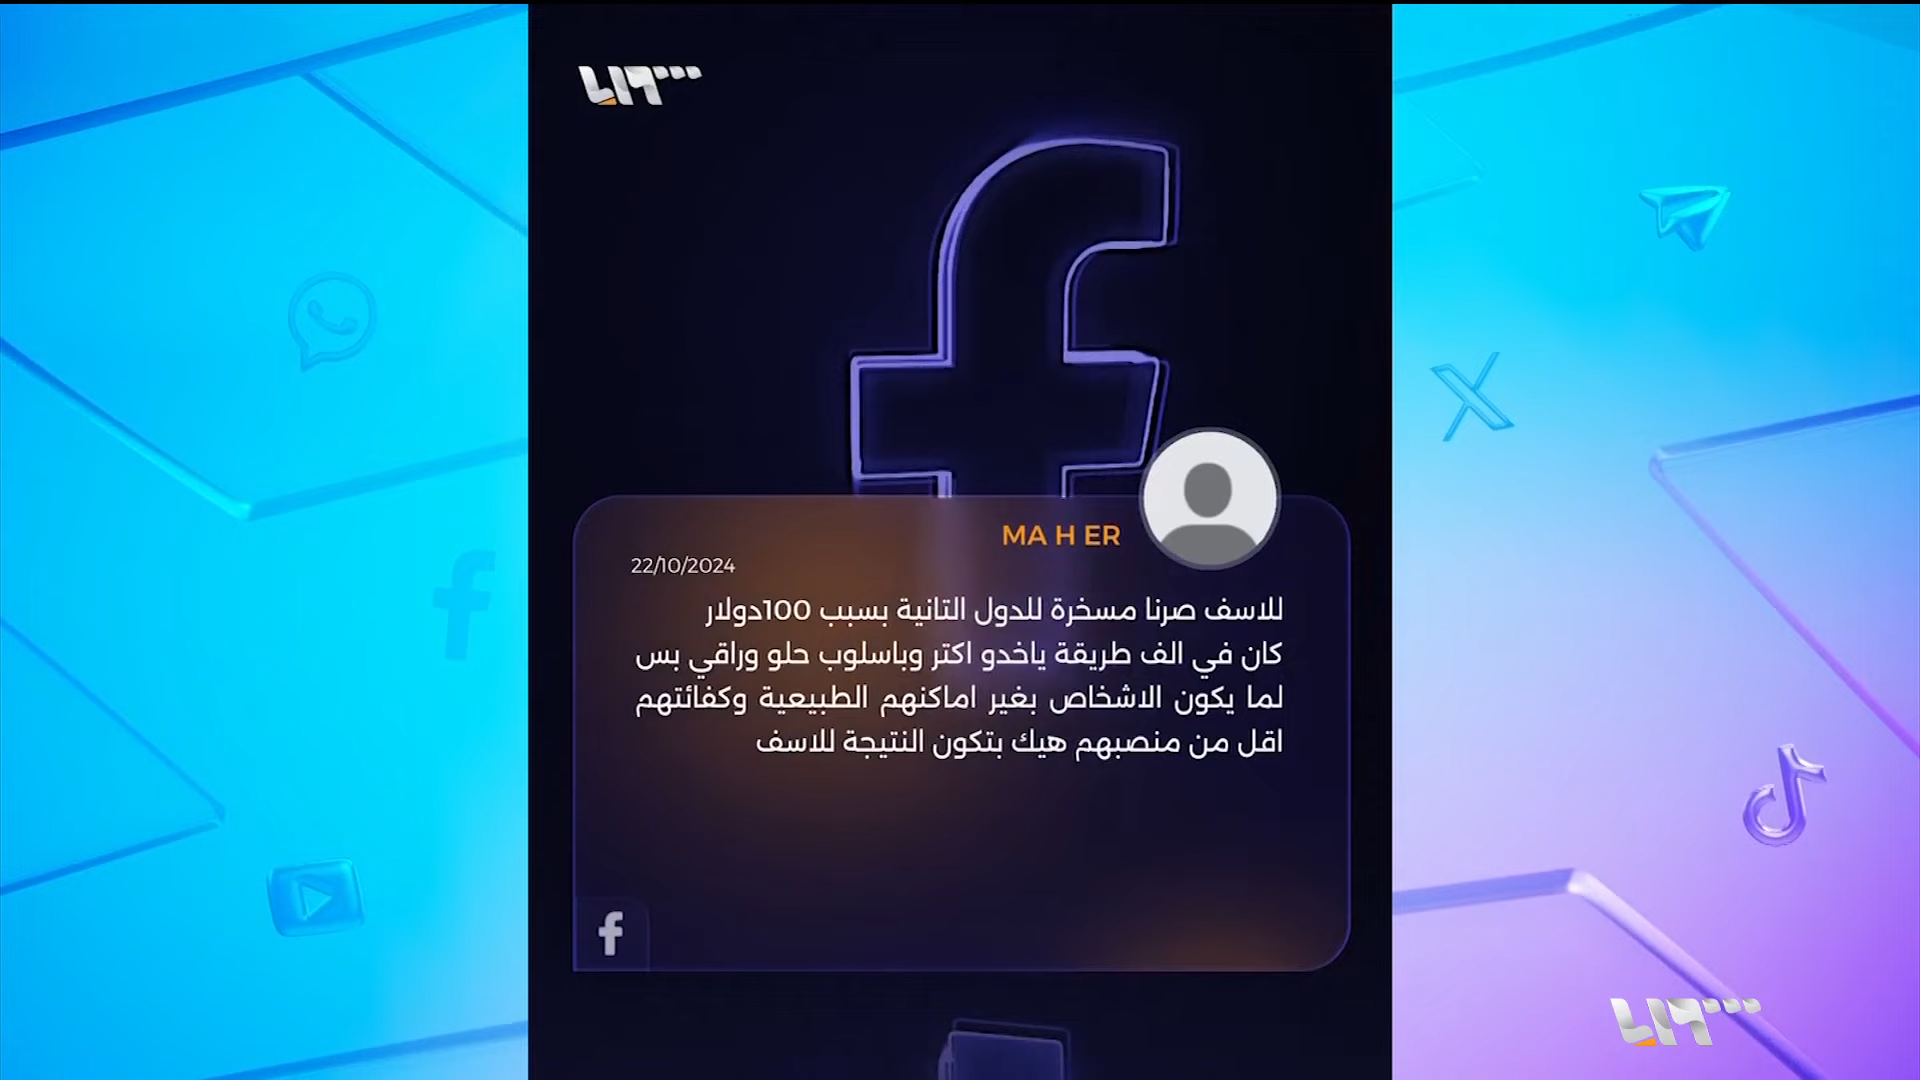 MA H ER
22/10/2024
للاسف صرنا مسخرة للدول التانية بسبب 100دولار
كان في الف طريقة ياخدو اكتر وباسلوب حلو وراقي بس
لما يكون الاشخاص بغير اماكنهم الطبيعية وكفائتهم
اقل من منصبهم هيك بتكون النتيجة للاسف